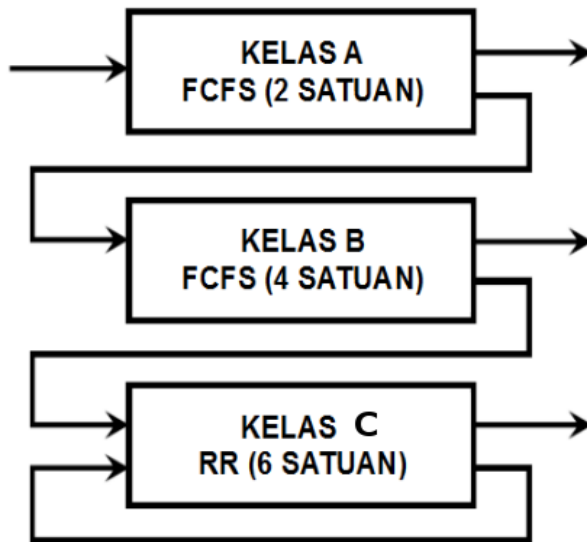 KELAS A
FCFS (2 SATUAN)
KELAS B
FCFS (4 SATUAN)
KELAS C
RR (6 SATUAN)